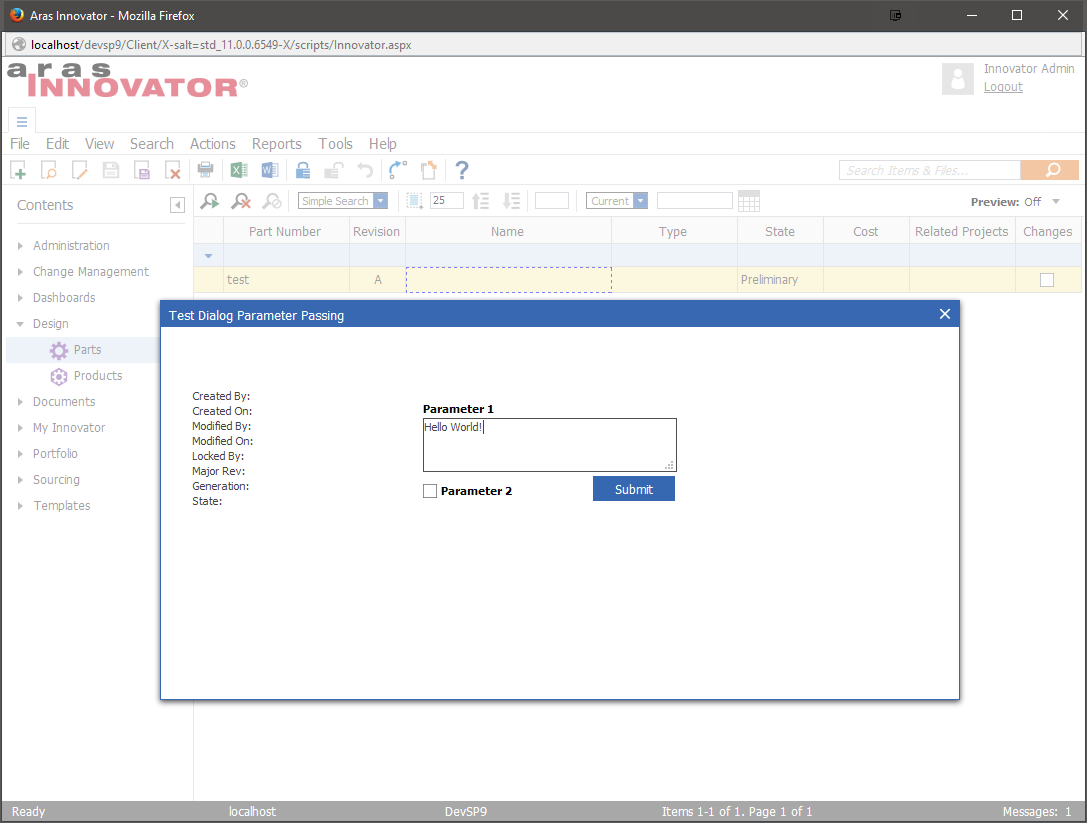 Aras Innovator - Mozilla Firefox
localhost/devsp9/Client/X-salt=std_11.0.0.6549-X/scripts/Innovator.aspx
aras
INNOVATOR®
Innovator Admin
Logout
File Edit View Search Actions Reports Tools Help
Search Items & Files...
Contents
Simple Search 25 Current Preview: Off
Part Number Revision Name Type State Cost Related Projects Changes
test A Preliminary
Administration
Change Management
Dashboards
Design
Parts
Products
Documents
My Innovator
Portfolio
Sourcing
Templates
Test Dialog Parameter Passing
Created By:
Created On:
Modified By:
Modified On:
Locked By:
Major Rev:
Generation:
State:
Parameter 1
Hello World!
Parameter 2
Submit
Ready localhost DevSP9 Items 1-1 of 1. Page 1 of 1 Messages: 1